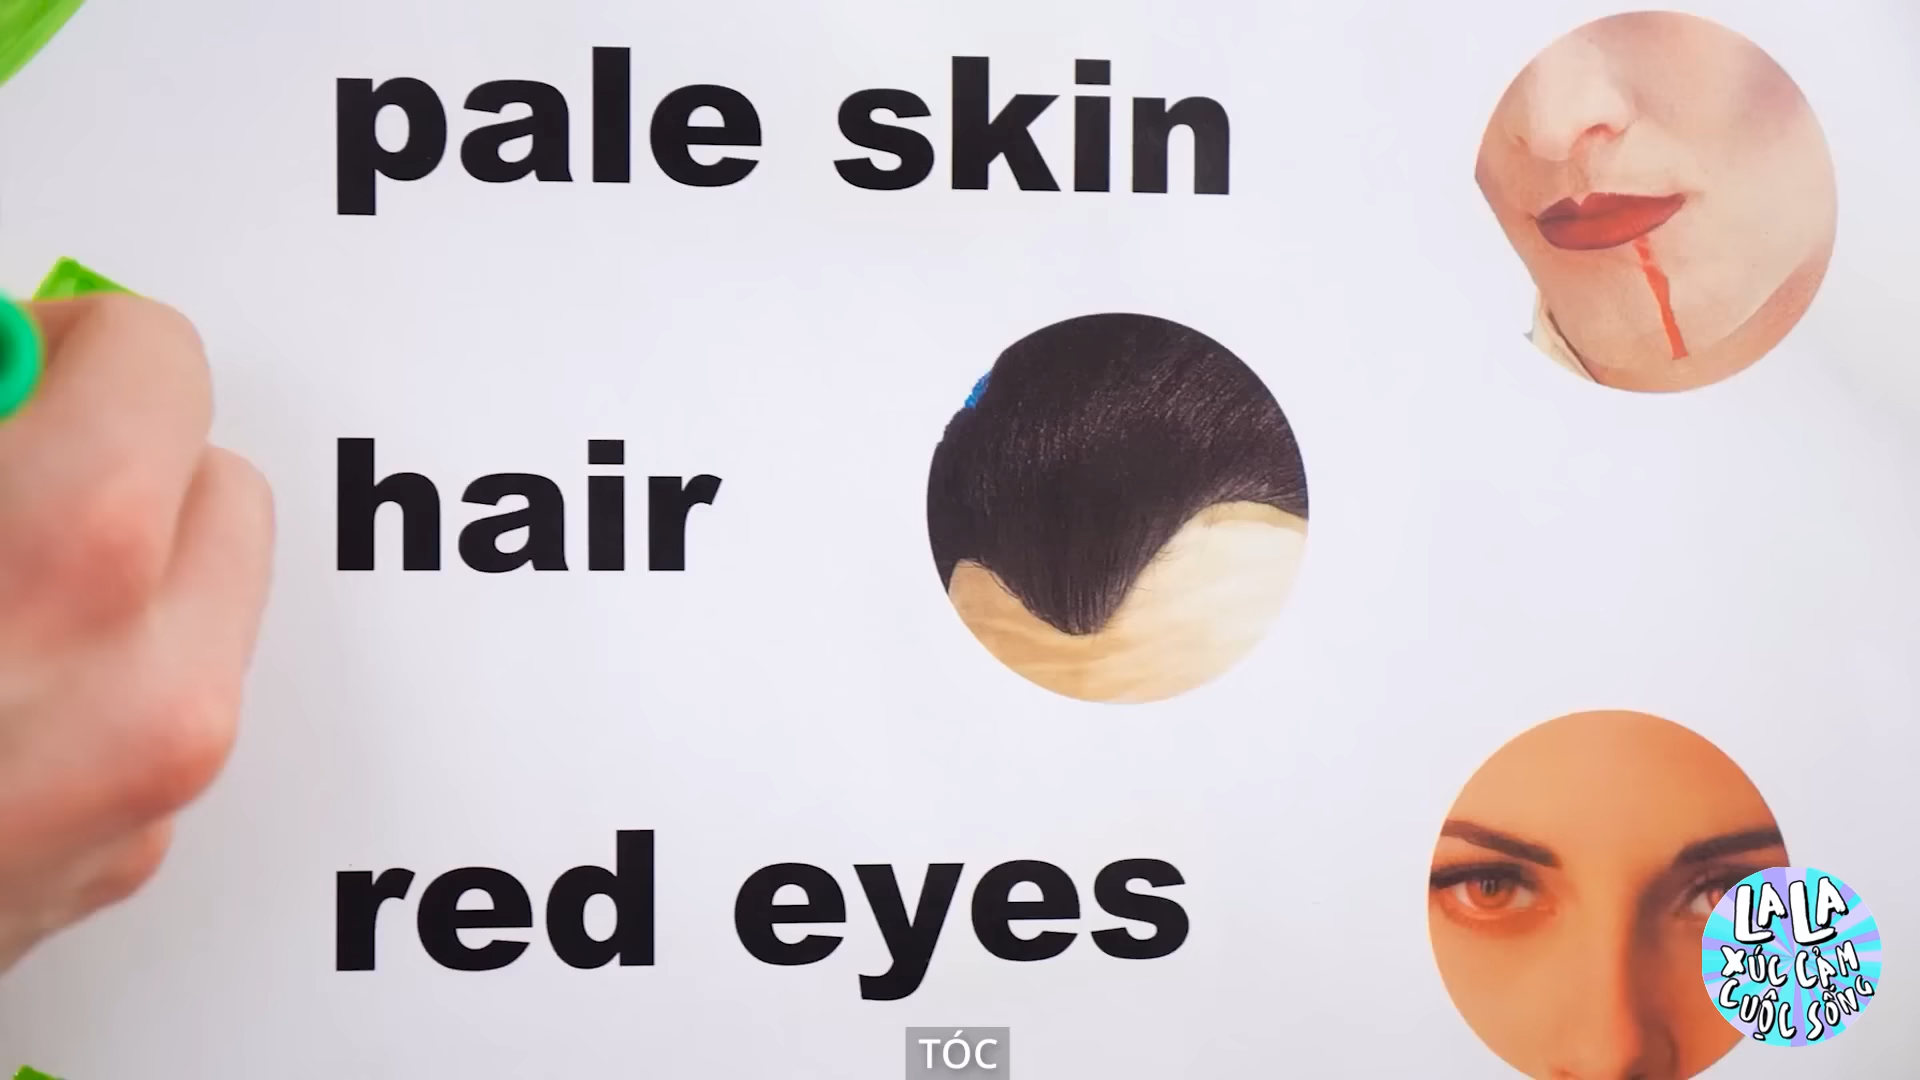 pale skin
hair
red eyes
LA LA
XÚC CẢM
CUỘC SỐNG
TÓC